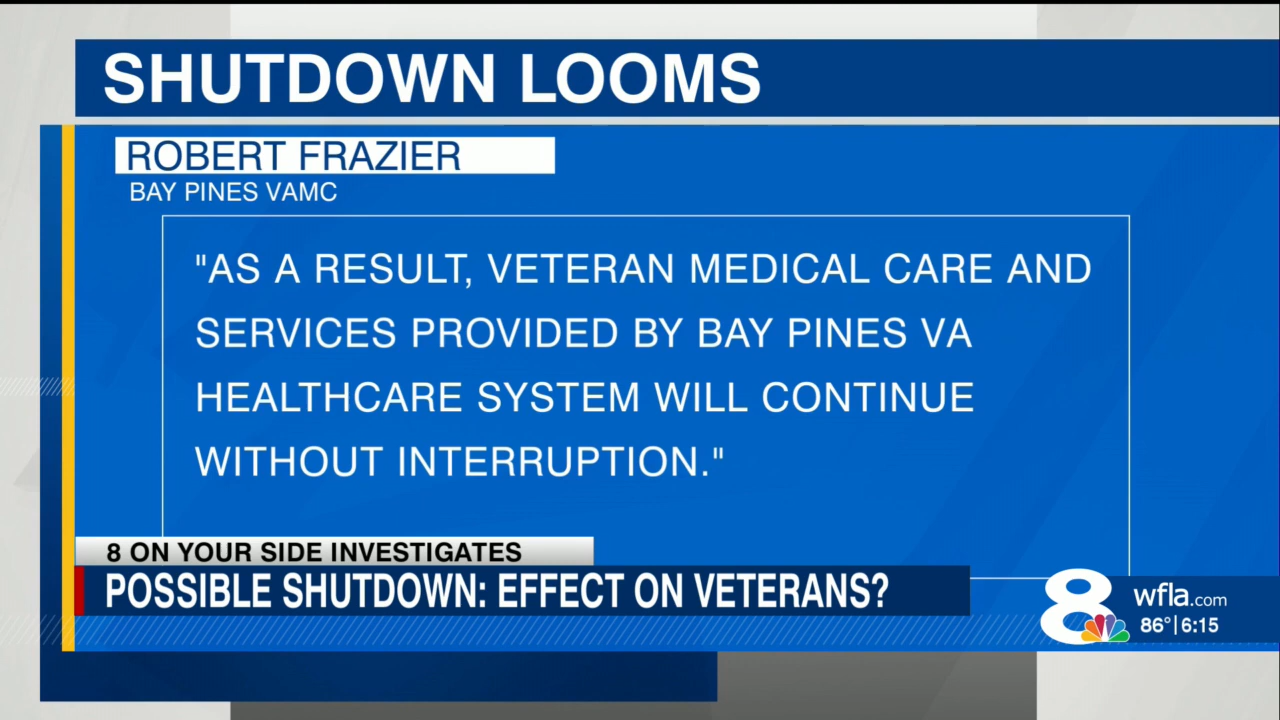 SHUTDOWN LOOMS
ROBERT FRAZIER
BAY PINES VAMC
"AS A RESULT, VETERAN MEDICAL CARE AND
SERVICES PROVIDED BY BAY PINES VA
HEALTHCARE SYSTEM WILL CONTINUE
WITHOUT INTERRUPTION."
8 ON YOUR SIDE INVESTIGATES
POSSIBLE SHUTDOWN: EFFECT ON VETERANS?
8 wfla.com
86° | 6:15